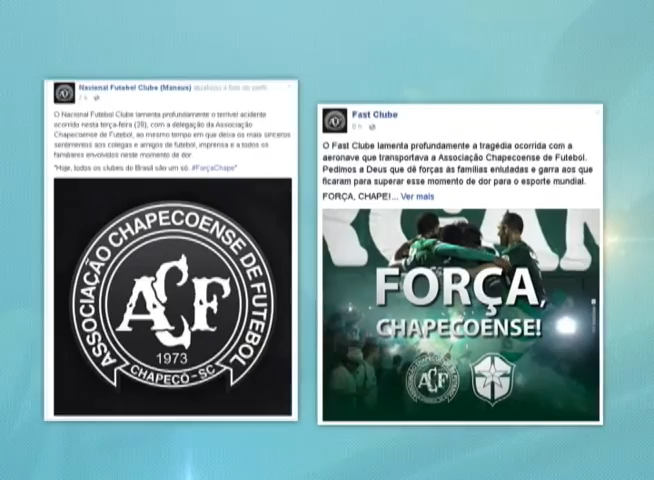 Nacional Futebol Clube (Manaus) atualizou a foto do perfil.
O Nacional Futebol Clube lamenta profundamente o terrível acidente
ocorrido nesta terça-feira (29), com a delegação da Associação
Chapecoense de Futebol, ao mesmo tempo em que deixa os mais sinceros
sentimentos aos colegas e amigos de futebol, imprensa e a todos os
familiares envolvidos neste momento de dor.
"Hoje, todos os clubes do Brasil são um só. #ForçaChape"
ASSOCIAÇÃO CHAPECOENSE DE FUTEBOL
ACF
1973
CHAPECÓ-SC
Fast Clube
8 h
O Fast Clube lamenta profundamente a tragédia ocorrida com a
aeronave que transportava a Associação Chapecoense de Futebol.
Pedimos a Deus que dê forças às famílias enlutadas e garra aos que
ficaram para superar esse momento de dor para o esporte mundial.
FORÇA, CHAPE!... Ver mais
FORÇA,
CHAPECOENSE!
ACF